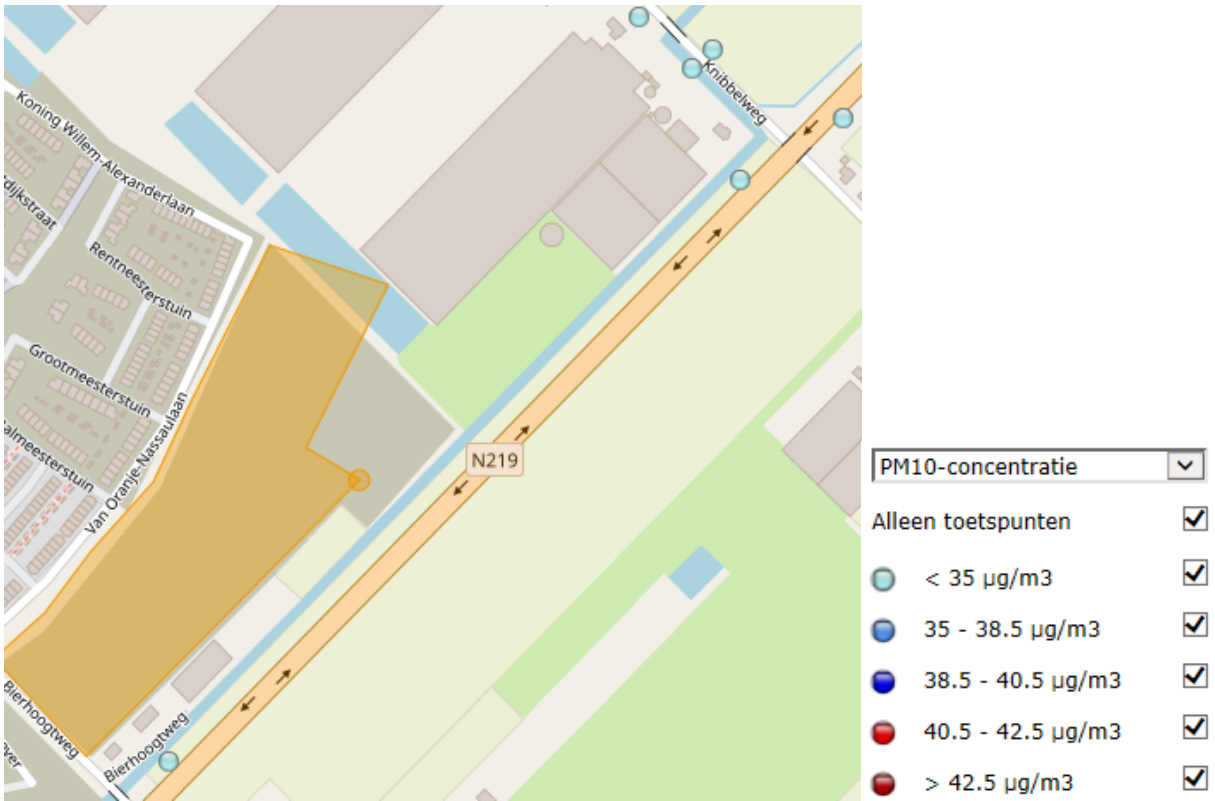 Koning Willem-Alexanderlaan
Knibbelweg
Rentneesterstuin
Grootmeesterstuin
Van Oranje-Nassaulaan
N219
Bierhoogtweg
Bierhoogtweg
PM10-concentratie
Alleen toetspunten
< 35 µg/m3
35 - 38.5 µg/m3
38.5 - 40.5 µg/m3
40.5 - 42.5 µg/m3
> 42.5 µg/m3